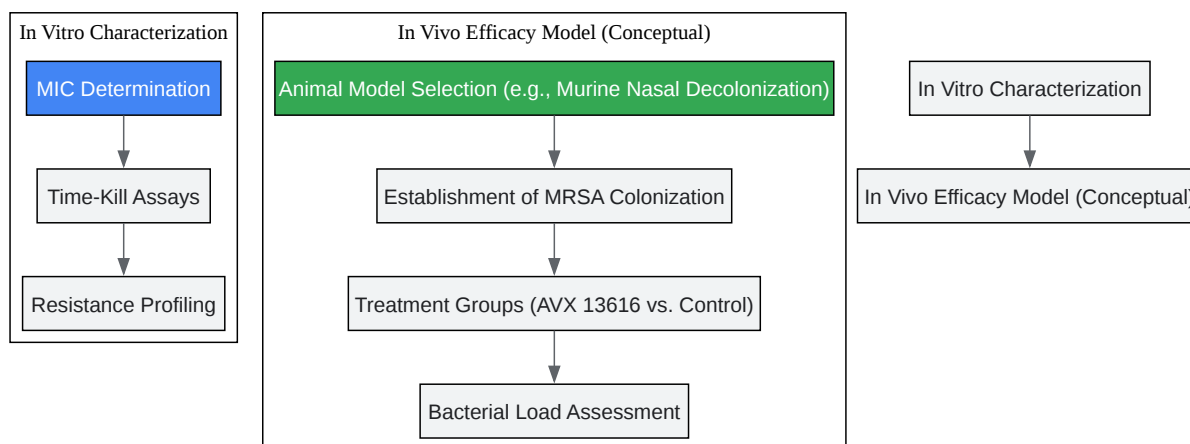 In Vitro Characterization
MIC Determination
Time-Kill Assays
Resistance Profiling
In Vivo Efficacy Model (Conceptual)
Animal Model Selection (e.g., Murine Nasal Decolonization)
Establishment of MRSA Colonization
Treatment Groups (AVX 13616 vs. Control)
Bacterial Load Assessment
In Vitro Characterization
In Vivo Efficacy Model (Conceptual)